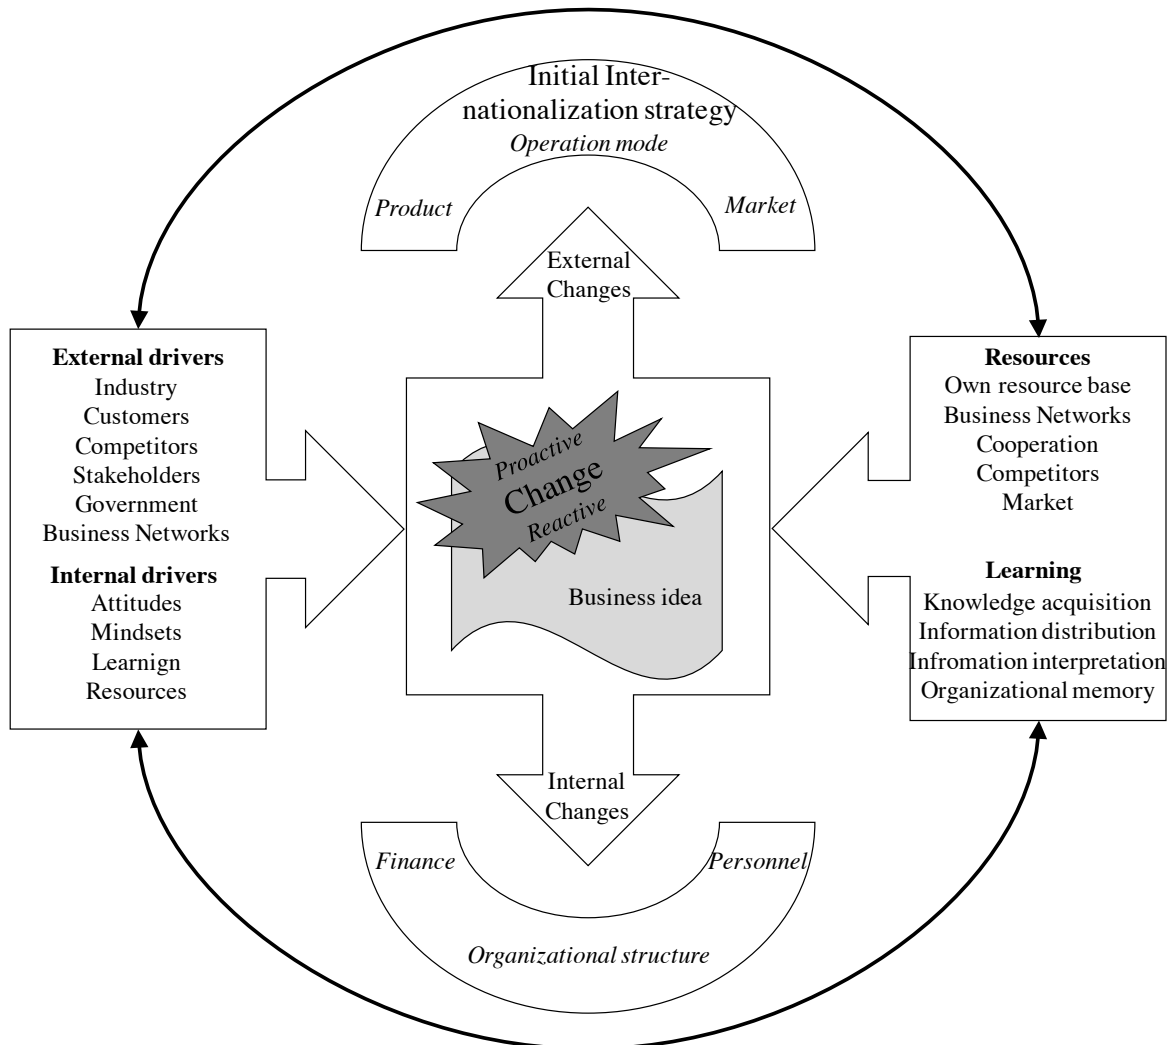 Initial Inter-
nationalization strategy
Operation mode
Product
Market
External
Changes
External drivers
Industry
Customers
Competitors
Stakeholders
Government
Business Networks
Internal drivers
Attitudes
Mindsets
Learnign
Resources
Proactive
Change
Reactive
Business idea
Resources
Own resource base
Business Networks
Cooperation
Competitors
Market
Learning
Knowledge acquisition
Information distribution
Infromation interpretation
Organizational memory
Internal
Changes
Finance
Personnel
Organizational structure